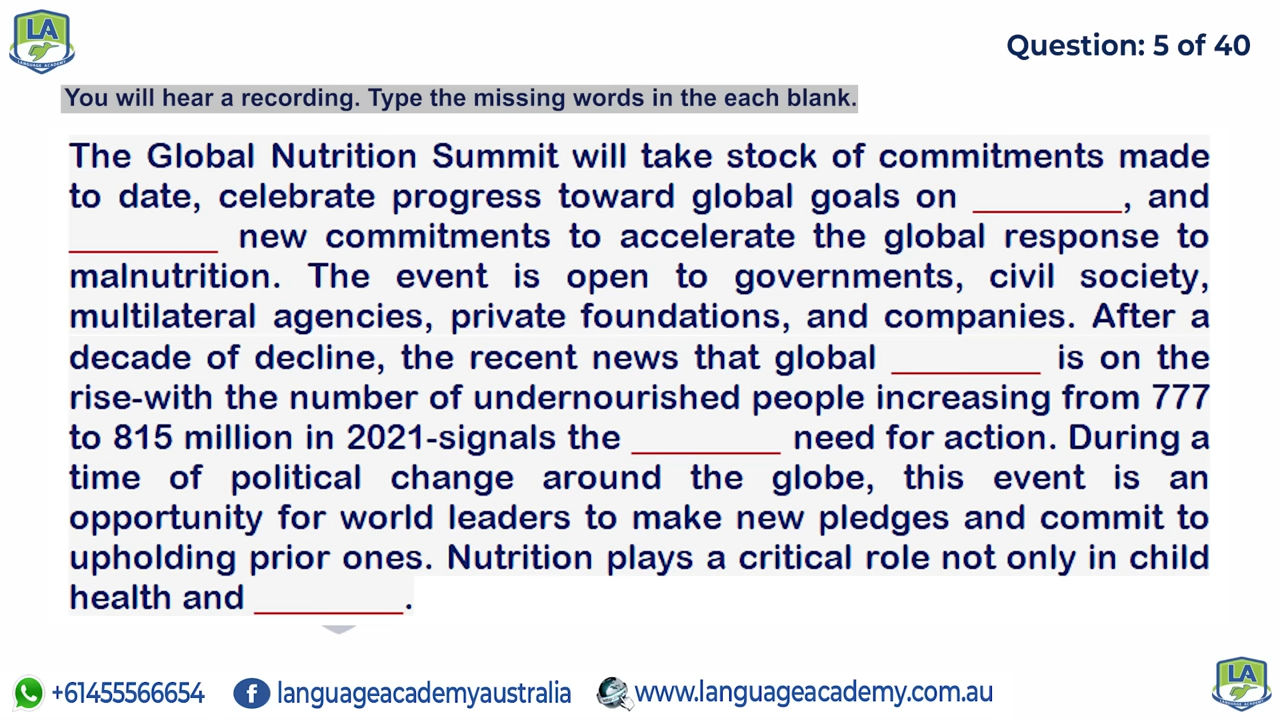 LA
LANGUAGE ACADEMY
Question: 5 of 40
You will hear a recording. Type the missing words in the each blank.
The Global Nutrition Summit will take stock of commitments made
to date, celebrate progress toward global goals on ________, and
________ new commitments to accelerate the global response to
malnutrition. The event is open to governments, civil society,
multilateral agencies, private foundations, and companies. After a
decade of decline, the recent news that global ________ is on the
rise-with the number of undernourished people increasing from 777
to 815 million in 2021-signals the ________ need for action. During a
time of political change around the globe, this event is an
opportunity for world leaders to make new pledges and commit to
upholding prior ones. Nutrition plays a critical role not only in child
health and ________.
+61455566654
languageacademyaustralia
www.languageacademy.com.au
LA